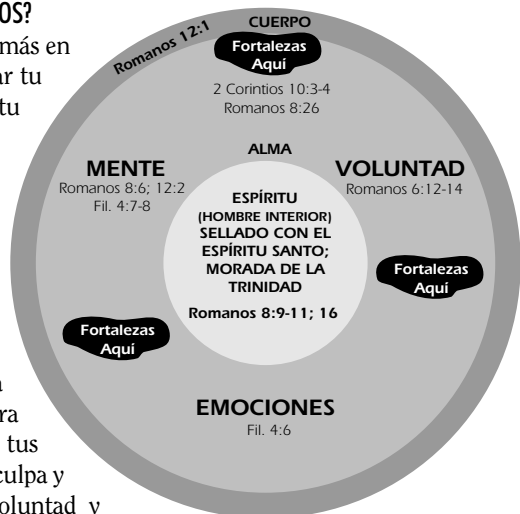 OS?
más en
ar tu
tu
ra
tus
culpa y
oluntad y
Romanos 12:1
CUERPO
Fortalezas
Aquí
2 Corintios 10:3-4
Romanos 8:26
ALMA
MENTE
Romanos 8:6; 12:2
Fil. 4:7-8
VOLUNTAD
Romanos 6:12-14
ESPÍRITU
(HOMBRE INTERIOR)
SELLADO CON EL
ESPÍRITU SANTO;
MORADA DE LA
TRINIDAD
Romanos 8:9-11; 16
Fortalezas
Aquí
Fortalezas
Aquí
EMOCIONES
Fil. 4:6